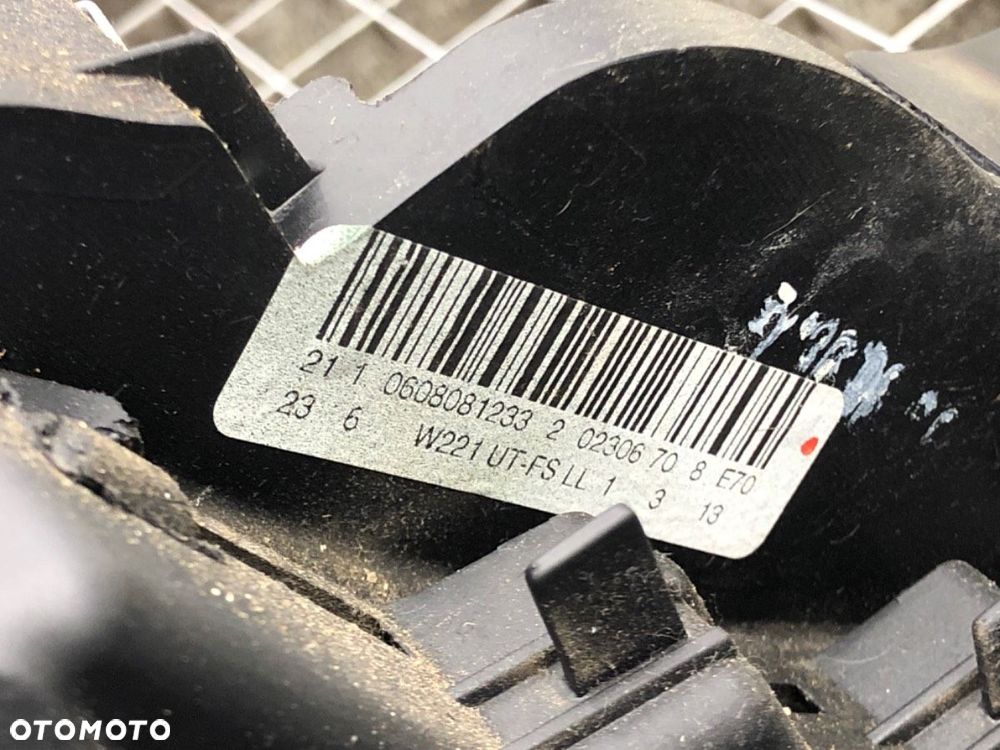 21 1 0608081233 2 02306 70 8 E70
23 6 W221 UT-FS LL 1 3 13
OTOMOTO